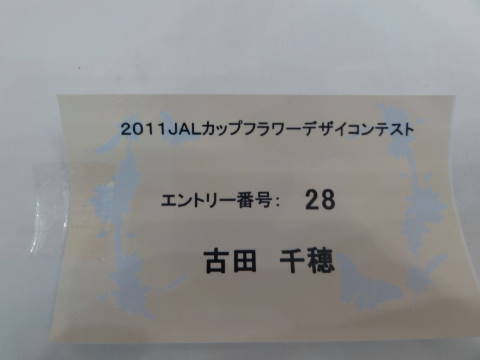 2011JALカップフラワーデザイコンテスト
エントリー番号： 28
古田 千穂